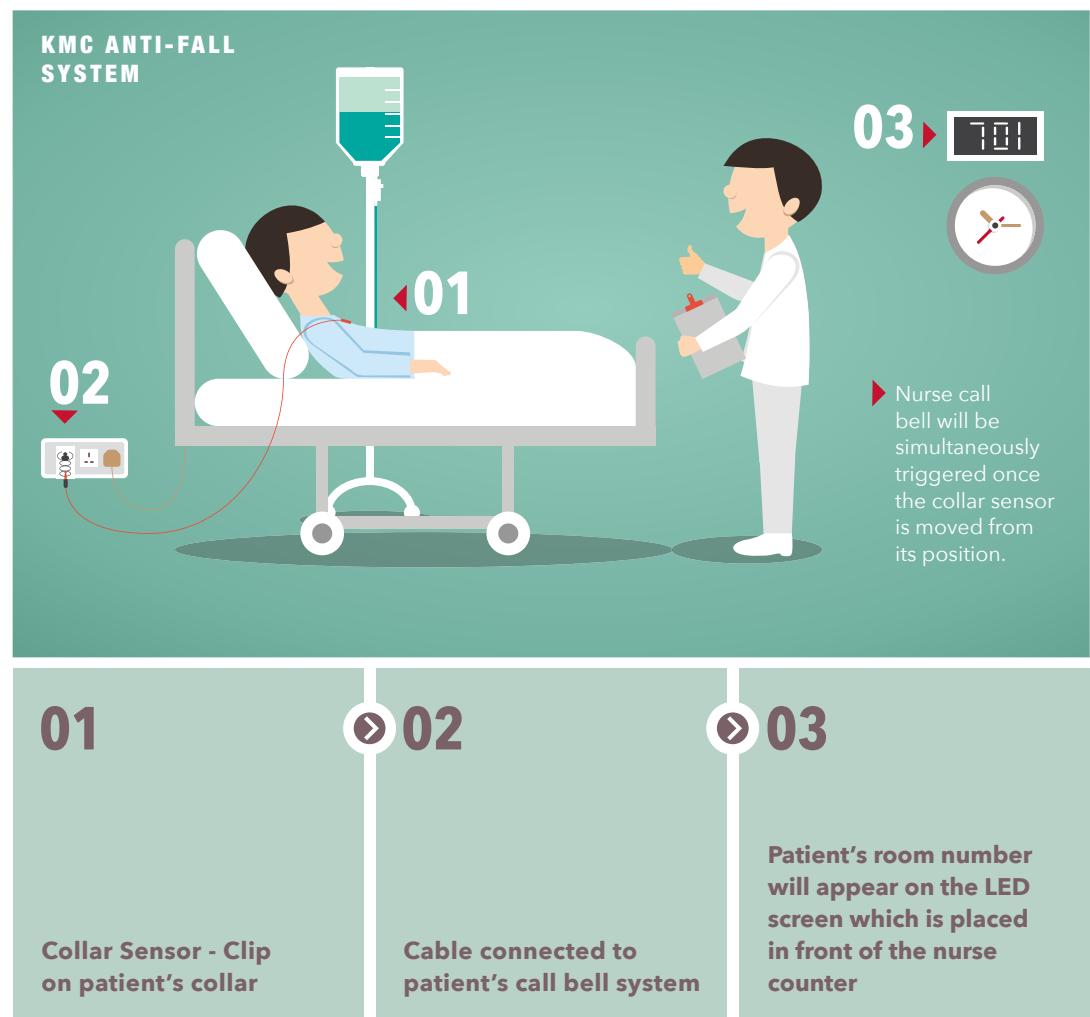 KMC ANTI-FALL
SYSTEM
03
701
01
02
Nurse call
bell will be
simultaneously
triggered once
the collar sensor
is moved from
its position.
01
Collar Sensor - Clip
on patient’s collar
02
Cable connected to
patient’s call bell system
03
Patient’s room number
will appear on the LED
screen which is placed
in front of the nurse
counter